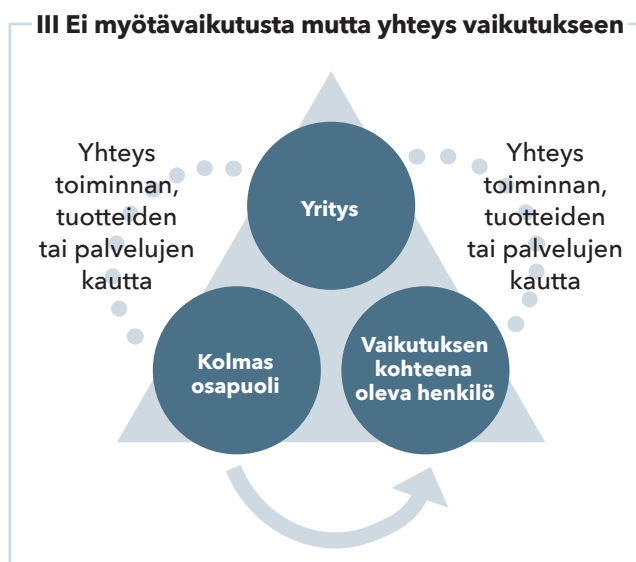 III Ei myötävaikutusta mutta yhteys vaikutukseen
Yhteys
toiminnan,
tuotteiden
tai palvelujen
kautta
Yritys
Yhteys
toiminnan,
tuotteiden
tai palvelujen
kautta
Kolmas
osapuoli
Vaikutuksen
kohteena
oleva henkilö